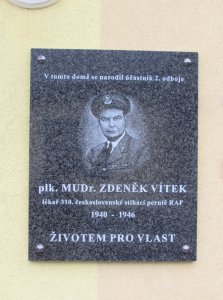 V tomto domě se narodil účastník 2. odboje
plk. MUDr. ZDENĚK VÍTEK
lékař 310. československé stíhací perutě RAF
1940 - 1946
ŽIVOTEM PRO VLAST